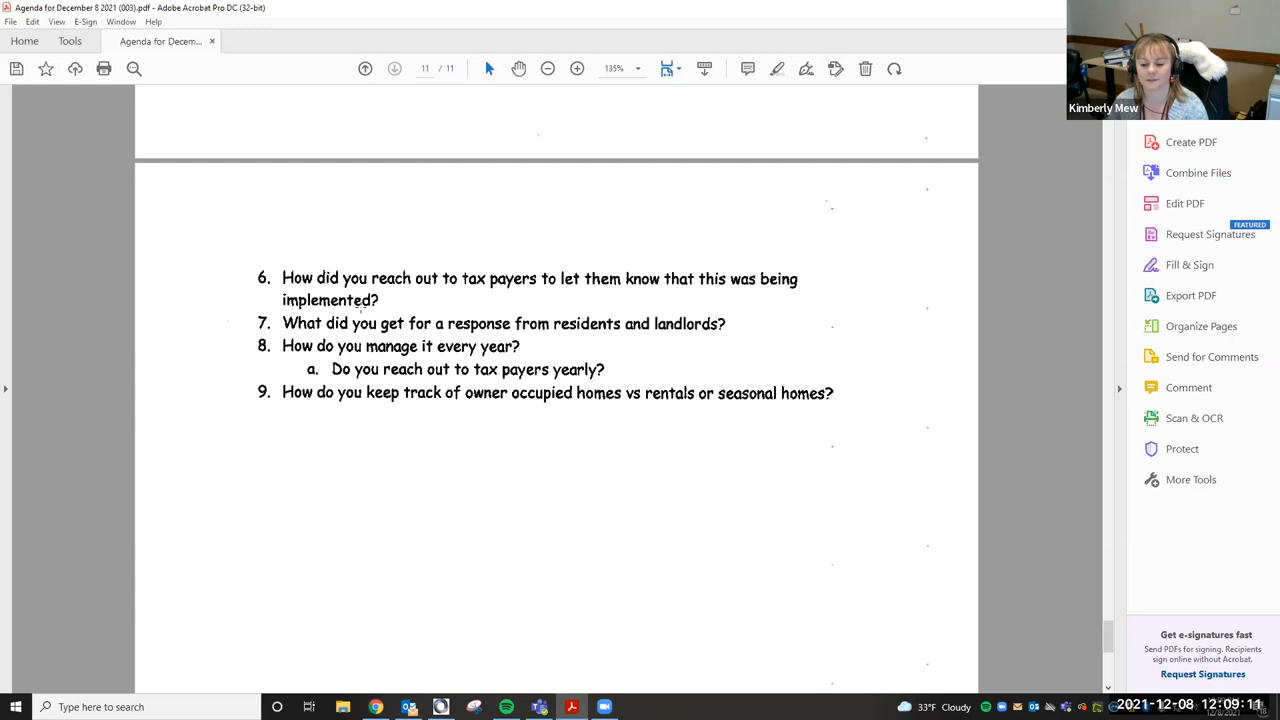 Agenda for December 8 2021 (003).pdf - Adobe Acrobat Pro DC (32-bit)
File Edit View E-Sign Window Help
Home Tools Agenda for Decem... ×
11 / 11 135%
Kimberly Mew
6. How did you reach out to tax payers to let them know that this was being
implemented?
7. What did you get for a response from residents and landlords?
8. How do you manage it every year?
a. Do you reach out to tax payers yearly?
9. How do you keep track of owner occupied homes vs rentals or seasonal homes?
Create PDF
Combine Files
Edit PDF
FEATURED
Request Signatures
Fill & Sign
Export PDF
Organize Pages
Send for Comments
Comment
Scan & OCR
Protect
More Tools
Get e-signatures fast
Send PDFs for signing. Recipients
sign online without Acrobat.
Request Signatures
Type here to search
33°F Cloudy
2021-12-08 12:09:11
12/8/2021